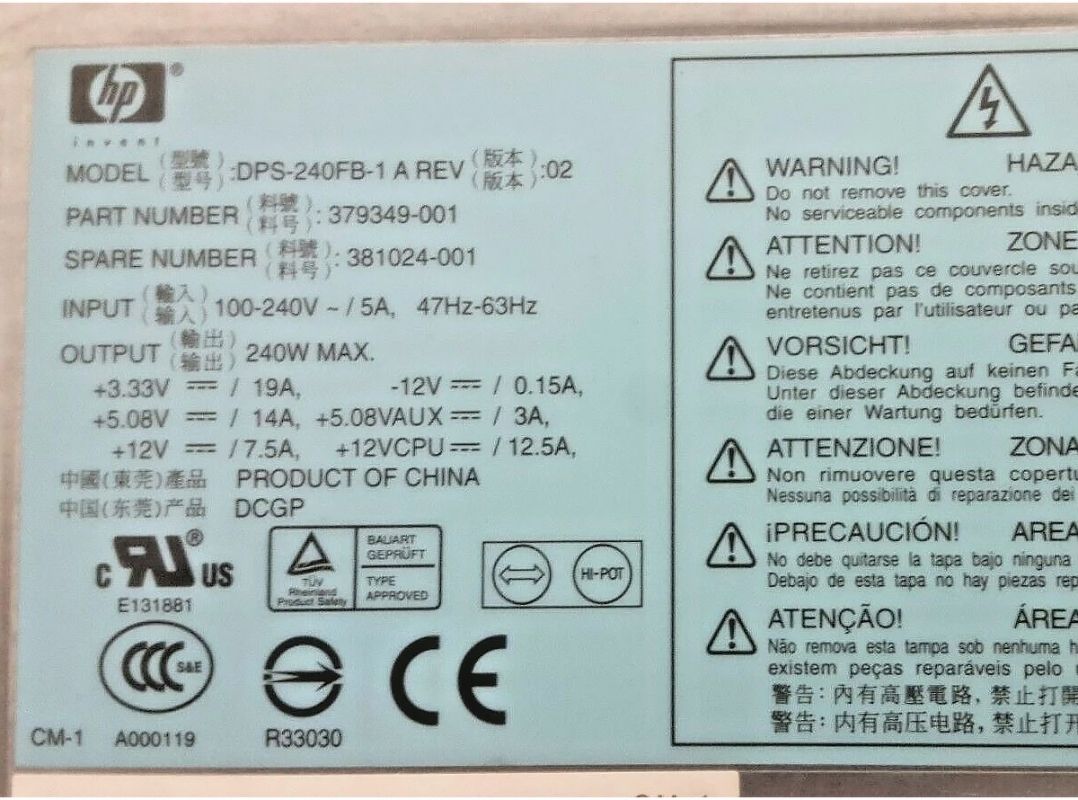 hp ®
invent
MODEL (型號 型号):DPS-240FB-1 A REV (版本 版本):02
PART NUMBER (料號 料号): 379349-001
SPARE NUMBER (料號 料号): 381024-001
INPUT (輸入 输入) 100-240V ~ / 5A, 47Hz-63Hz
OUTPUT (輸出 输出) 240W MAX.
+3.33V ⎓ / 19A, -12V ⎓ / 0.15A,
+5.08V ⎓ / 14A, +5.08VAUX ⎓ / 3A,
+12V ⎓ / 7.5A, +12VCPU ⎓ / 12.5A,
中國(東莞)產品 PRODUCT OF CHINA
中国(东莞)产品 DCGP
c RU ® US
E131881
TÜV
Rheinland
Product Safety
BAUART
GEPRÜFT
TYPE
APPROVED
HI-POT
CCC S&E
CE
CM-1 A000119 R33030
WARNING! HAZA
Do not remove this cover.
No serviceable components insid
ATTENTION! ZONE
Ne retirez pas ce couvercle sou
Ne contient pas de composants
entretenus par l'utilisateur ou pa
VORSICHT! GEFA
Diese Abdeckung auf keinen Fa
Unter dieser Abdeckung befinde
die einer Wartung bedürfen.
ATTENZIONE! ZONA
Non rimuovere questa copertu
Nessuna possibilità di reparazione dei
¡PRECAUCIÓN! AREA
No debe quitarse la tapa bajo ninguna
Debajo de esta tapa no hay piezas rep
ATENÇÃO! ÁREA
Não remova esta tampa sob nenhuma h
existem peças reparáveis pelo
警告：內有高壓電路, 禁止打開
警告：内有高压电路, 禁止打开